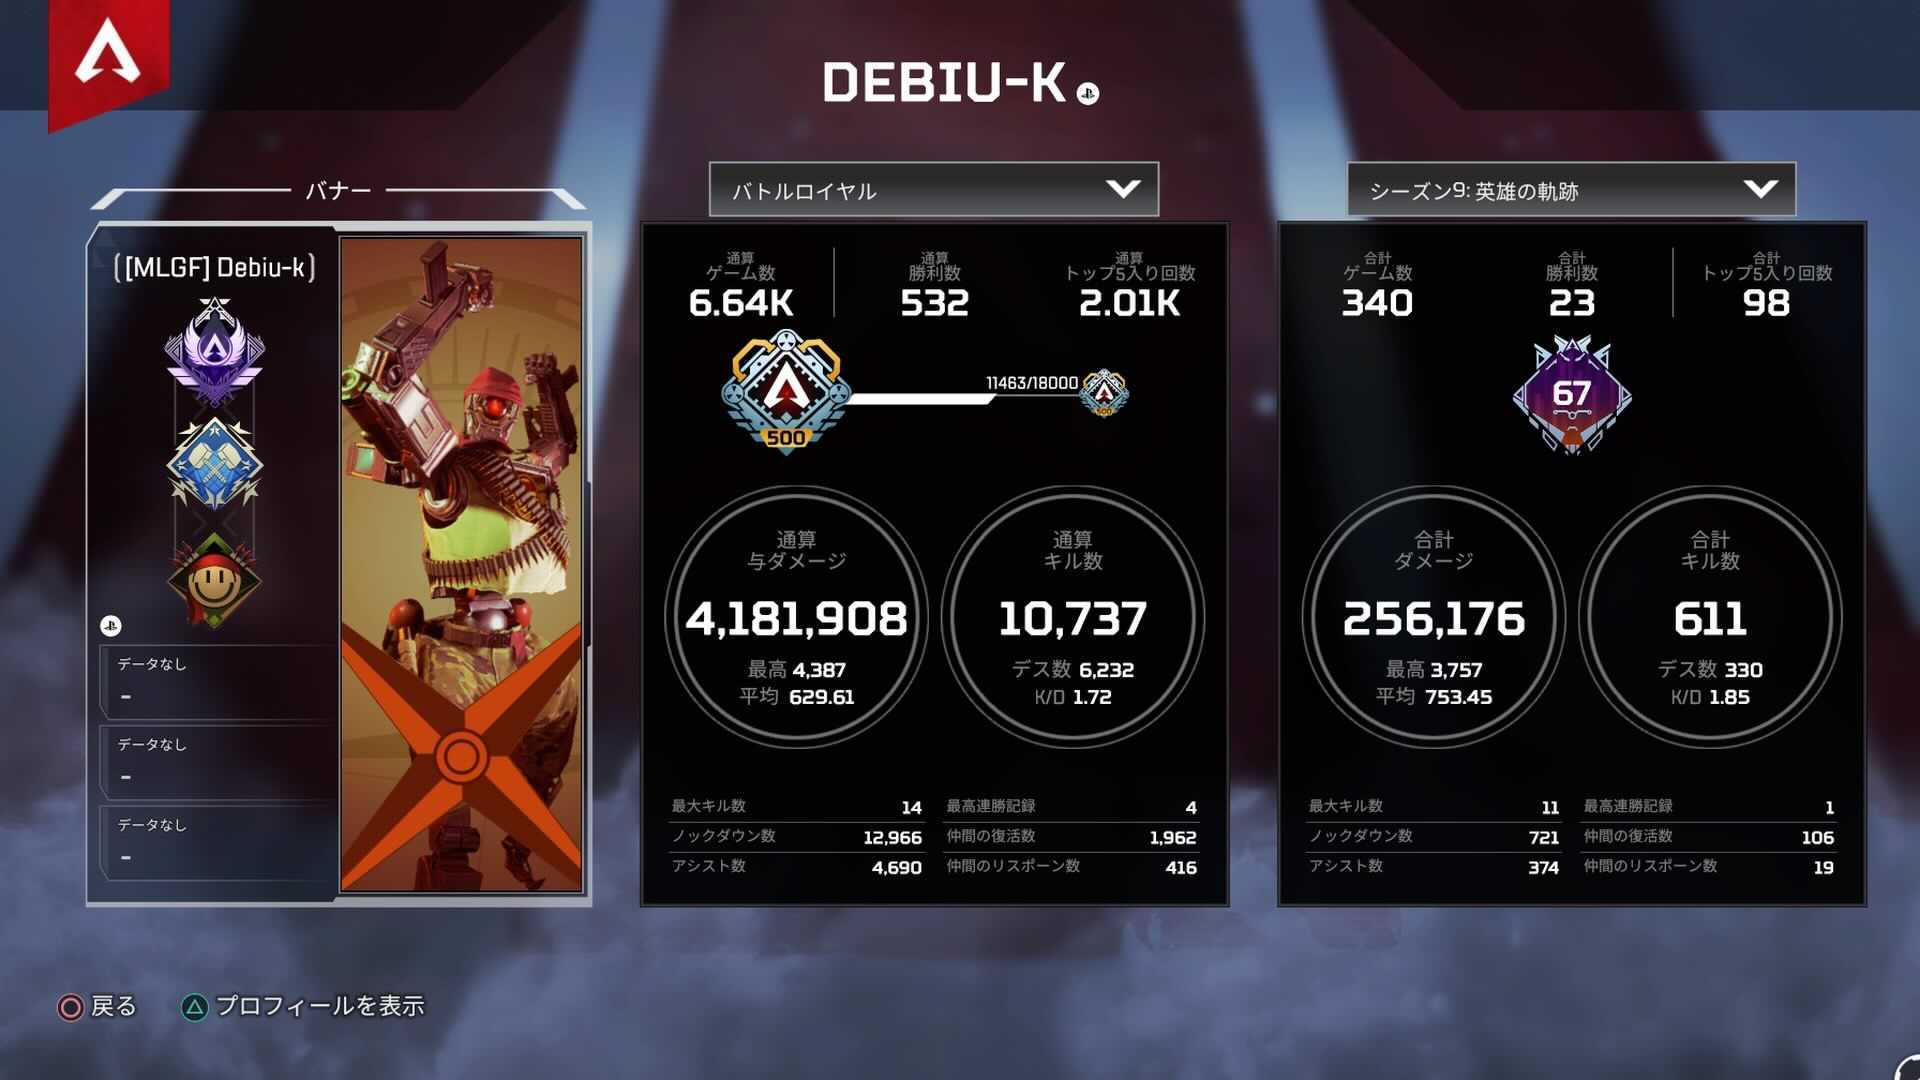 DEBIU-K
バナー
([MLGF] Debiu-k)
データなし
-
データなし
-
データなし
-
バトルロイヤル
通算
ゲーム数
6.64K
通算
勝利数
532
通算
トップ5入り回数
2.01K
500
11463/18000
500
通算
与ダメージ
4,181,908
最高 4,387
平均 629.61
通算
キル数
10,737
デス数 6,232
K/D 1.72
最大キル数 14
ノックダウン数 12,966
アシスト数 4,690
最高連勝記録 4
仲間の復活数 1,962
仲間のリスポーン数 416
シーズン9: 英雄の軌跡
合計
ゲーム数
340
合計
勝利数
23
合計
トップ5入り回数
98
67
合計
ダメージ
256,176
最高 3,757
平均 753.45
合計
キル数
611
デス数 330
K/D 1.85
最大キル数 11
ノックダウン数 721
アシスト数 374
最高連勝記録 1
仲間の復活数 106
仲間のリスポーン数 19
戻る
プロフィールを表示